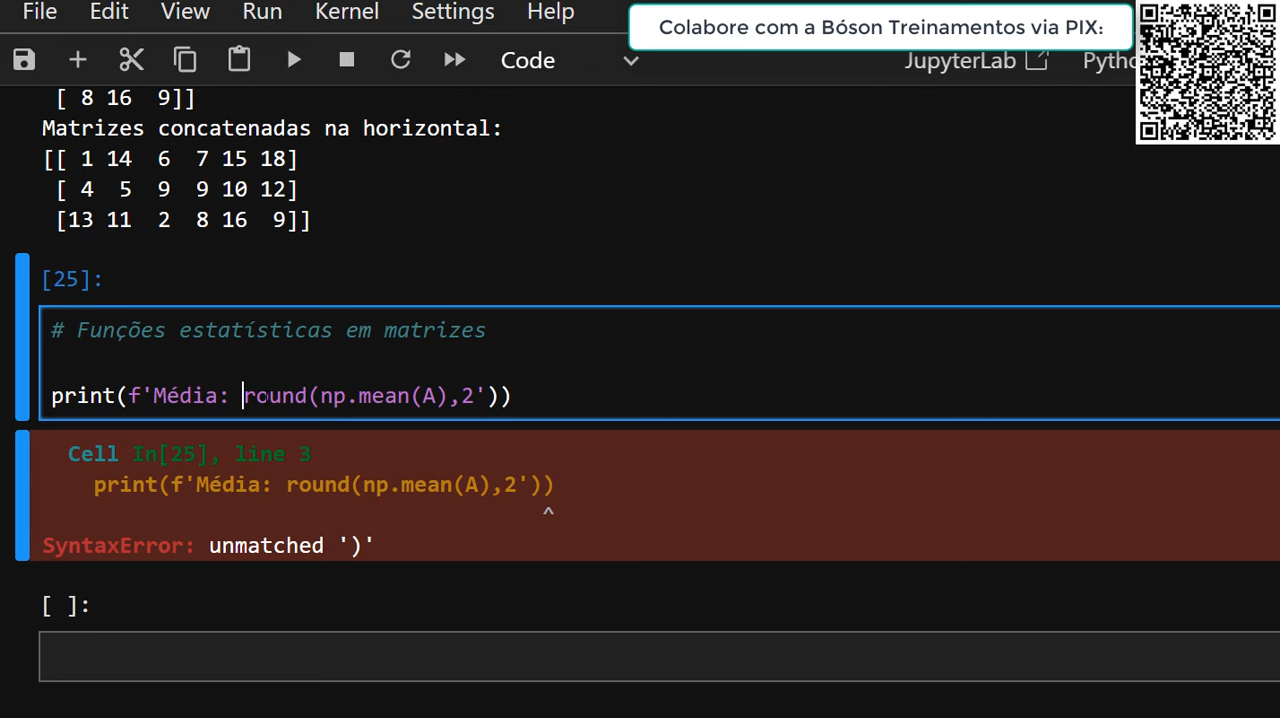 File Edit View Run Kernel Settings Help
Colabore com a Bóson Treinamentos via PIX:
Code JupyterLab Pytho
[ 8 16  9]]
Matrizes concatenadas na horizontal:
[[ 1 14  6  7 15 18]
[ 4  5  9  9 10 12]
[13 11  2  8 16  9]]
[25]:
# Funções estatísticas em matrizes
print(f'Média: round(np.mean(A),2'))
Cell In[25], line 3
print(f'Média: round(np.mean(A),2'))
^
SyntaxError: unmatched ')'
[ ]: